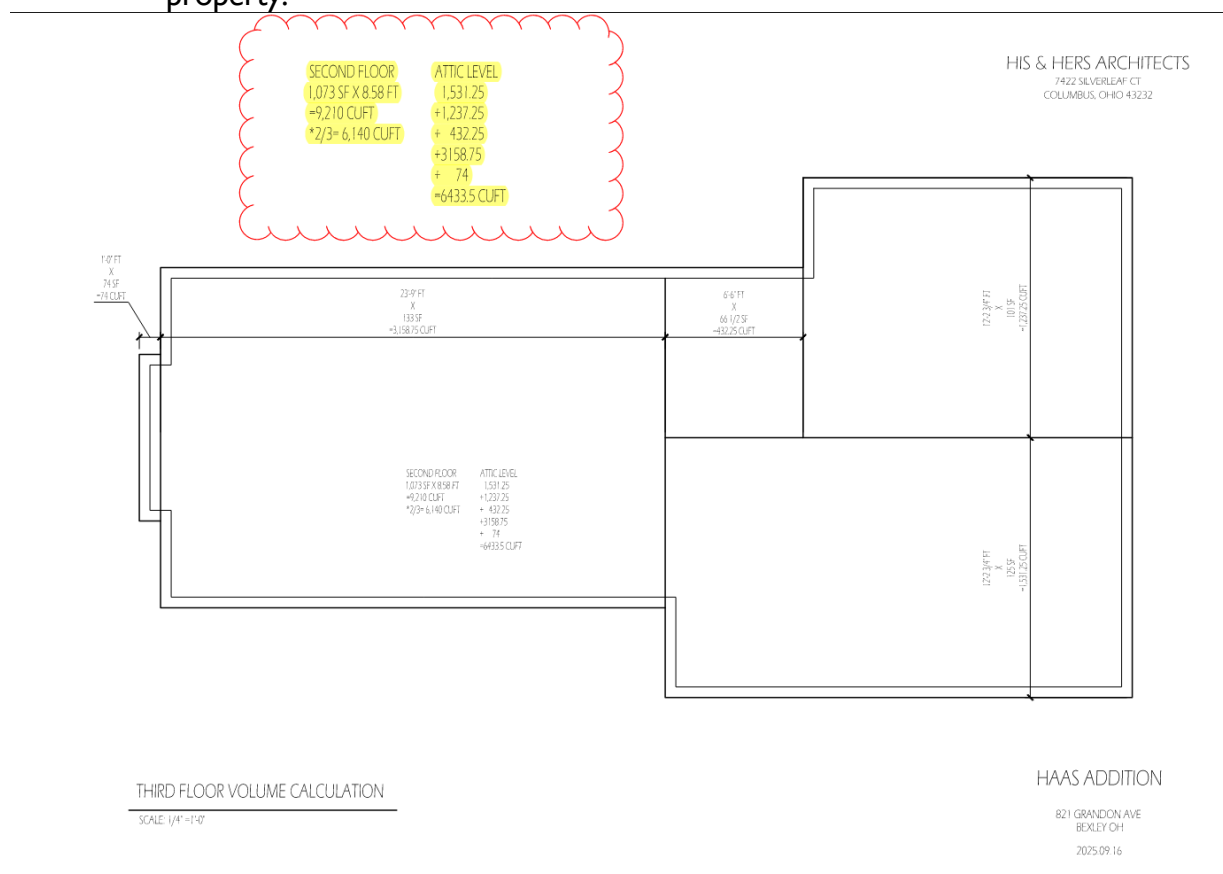 property.
SECOND FLOOR
1,073 SF X 8.58 FT
=9,210 CUFT
*2/3= 6,140 CUFT
ATTIC LEVEL
1,531.25
+1,237.25
+ 432.25
+3158.75
+ 74
=6433.5 CUFT
HIS & HERS ARCHITECTS
7422 SILVERLEAF CT
COLUMBUS, OHIO 43232
1'-0" FT
X
74 SF
=74 CUFT
23'-9" FT
X
133 SF
=3,158.75 CUFT
6'-6" FT
X
66 1/2 SF
=432.25 CUFT
12'-2 3/4" FT
X
101 SF
=1,237.25 CUFT
SECOND FLOOR
1,073 SF X 8.58 FT
=9,210 CUFT
*2/3= 6,140 CUFT
ATTIC LEVEL
1,531.25
+1,237.25
+ 432.25
+3158.75
+ 74
=6433.5 CUFT
12'-2 3/4" FT
X
125 SF
=1,531.25 CUFT
THIRD FLOOR VOLUME CALCULATION
SCALE: 1/4" =1'-0"
HAAS ADDITION
821 GRANDON AVE
BEXLEY OH
2025.09.16